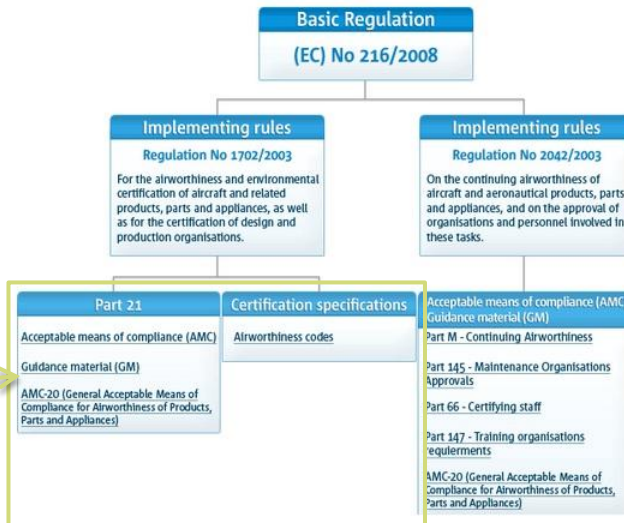 Basic Regulation
(EC) No 216/2008
Implementing rules
Regulation No 1702/2003
For the airworthiness and environmental
certification of aircraft and related
products, parts and appliances, as well
as for the certification of design and
production organisations.
Implementing rules
Regulation No 2042/2003
On the continuing airworthiness of
aircraft and aeronautical products, parts
and appliances, and on the approval of
organisations and personnel involved in
these tasks.
Part 21
Acceptable means of compliance (AMC)
Guidance material (GM)
AMC-20 (General Acceptable Means of
Compliance for Airworthiness of Products,
Parts and Appliances)
Certification specifications
Airworthiness codes
Acceptable means of compliance (AMC
Guidance material (GM)
Part M - Continuing Airworthiness
Part 145 - Maintenance Organisations
Approvals
Part 66 - Certifying staff
Part 147 - Training organisations
requierments
AMC-20 (General Acceptable Means of
Compliance for Airworthiness of Products,
Parts and Appliances)